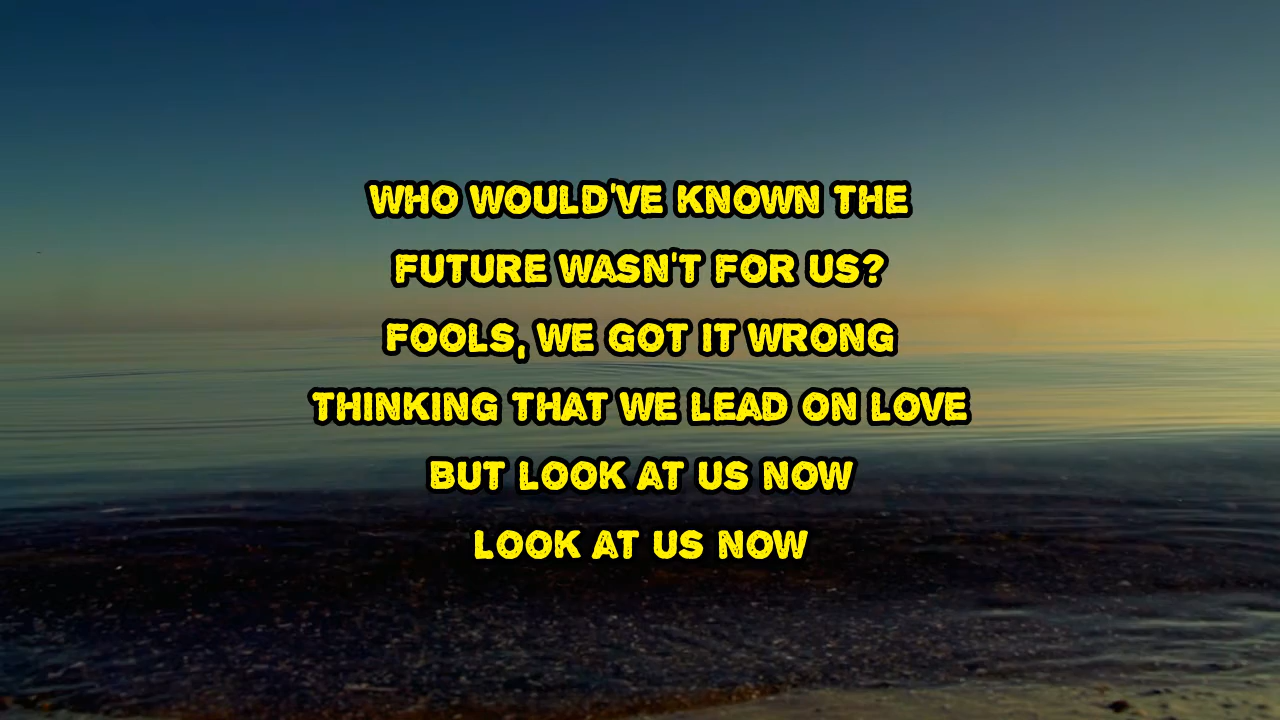 WHO WOULD'VE KNOWN THE
FUTURE WASN'T FOR US?
FOOLS, WE GOT IT WRONG
THINKING THAT WE LEAD ON LOVE
BUT LOOK AT US NOW
LOOK AT US NOW